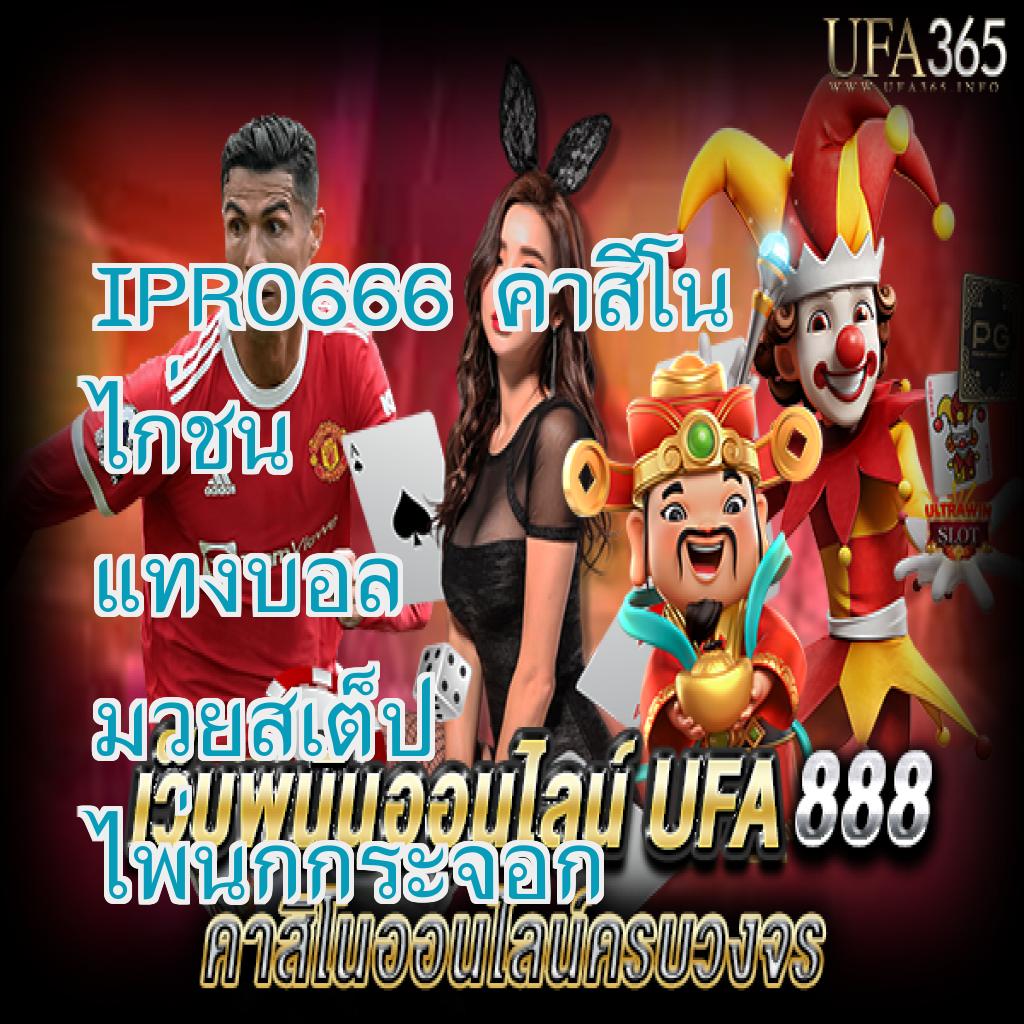 UFA365
WWW.UFA365.INFO
IPRO666 คาสิโน
ไก่ชน
แทงบอล
มวยสเต็ป
ไพ่นกกระจอก
เว็บพนันออนไลน์ UFA 888
คาสิโนออนไลน์ครบวงจร
PG
ULTRAWIN
SLOT
A
adidas